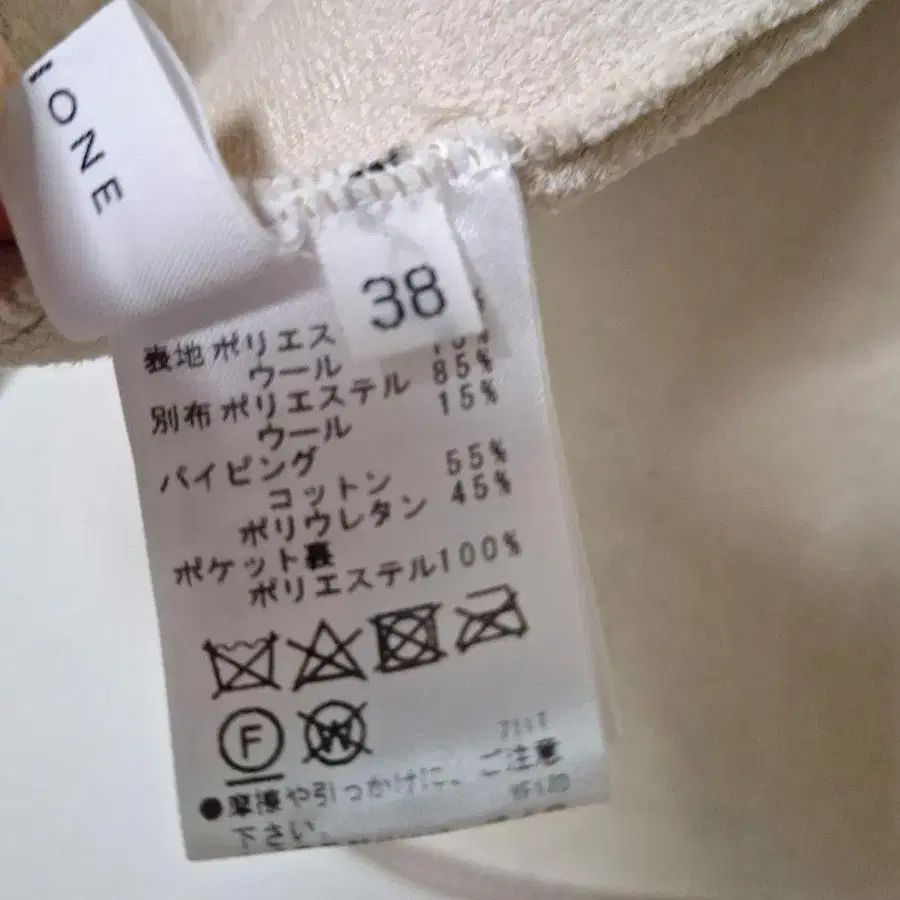 IONE
38
表地 ポリエス
ウール
別布 ポリエステル 85%
ウール 15%
パイピング
コットン 55%
ポリウレタン 45%
ポケット裏
ポリエステル100%
F
W
●摩擦や引っかけに、ご注意
下さい。